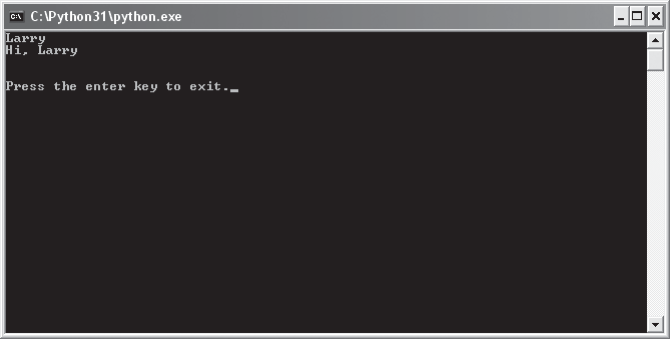 C:\Python31\python.exe
Larry
Hi, Larry
Press the enter key to exit._